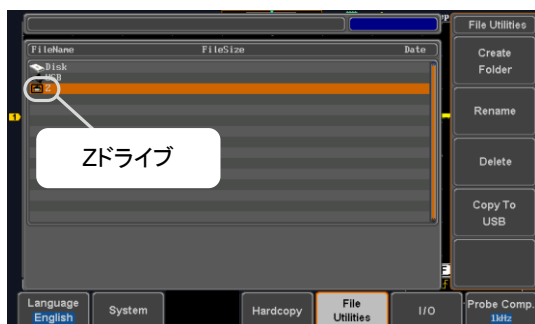 File Utilities
FileName FileSize Date
Disk
USB
Z
Zドライブ
Create
Folder
Rename
Delete
Copy To
USB
Language
English
System
Hardcopy
File
Utilities
I/O
Probe Comp.
1kHz